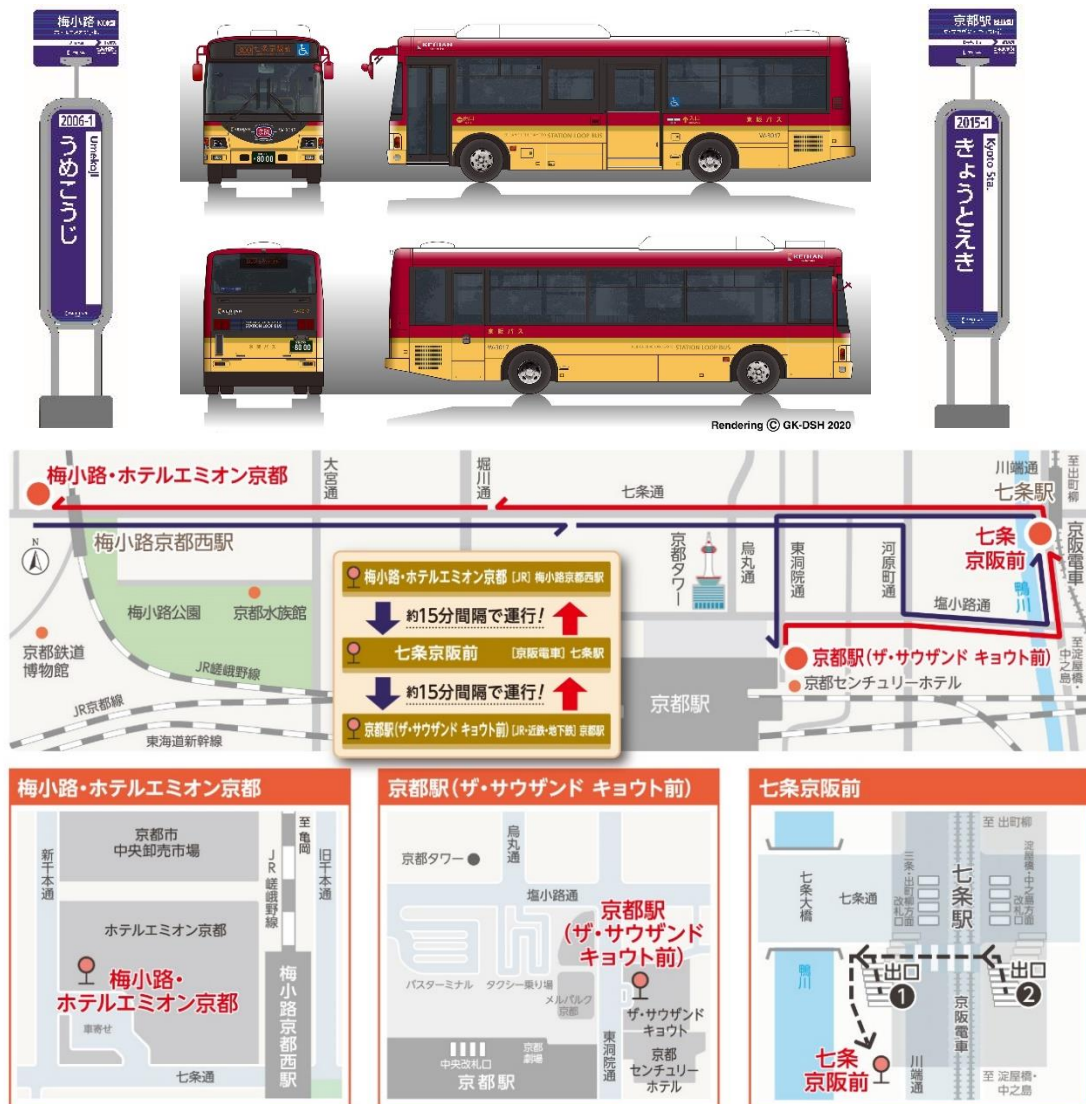 梅小路
2006-1
Umekoji
うめこうじ
KEIHAN
京阪バス
STATION LOOP BUS
8000
京都駅
2015-1
Kyoto Sta.
きょうとえき
KEIHAN
京阪バス
STATION LOOP BUS
8000
Rendering Ⓒ GK-DSH 2020
梅小路・ホテルエミオン京都
大宮通
堀川通
七条通
川端通
至出町柳
七条駅
梅小路京都西駅
N
京都タワー
烏丸通
東洞院通
河原町通
七条
京阪前
京阪電車
鴨川
塩小路通
梅小路公園
京都水族館
京都鉄道
博物館
JR嵯峨野線
JR京都線
東海道新幹線
梅小路・ホテルエミオン京都 [JR] 梅小路京都西駅
約15分間隔で運行!
七条京阪前 [京阪電車] 七条駅
約15分間隔で運行!
京都駅(ザ・サウザンド キョウト前) [JR・近鉄・地下鉄] 京都駅
京都駅
京都駅(ザ・サウザンド キョウト前)
京都センチュリーホテル
至淀屋橋・
中之島
梅小路・ホテルエミオン京都
京都市
中央卸売市場
至亀岡
新千本通
JR嵯峨野線
旧千本通
ホテルエミオン京都
梅小路・
ホテルエミオン京都
車寄せ
梅小路京都西駅
七条通
京都駅(ザ・サウザンド キョウト前)
烏丸通
京都タワー
塩小路通
京都駅
(ザ・サウザンド
キョウト前)
バスターミナル
タクシー乗り場
メルパルク
京都
ザ・サウザンド
キョウト
中央改札口
京都
劇場
東洞院通
京都
センチュリー
ホテル
京都駅
七条京阪前
至 出町柳
七条大橋
七条通
三条・出町柳方面
改札口
七条駅
淀屋橋・中之島方面
改札口
鴨川
出口
1
出口
2
京阪電車
七条
京阪前
川端通
至 淀屋橋・
中之島